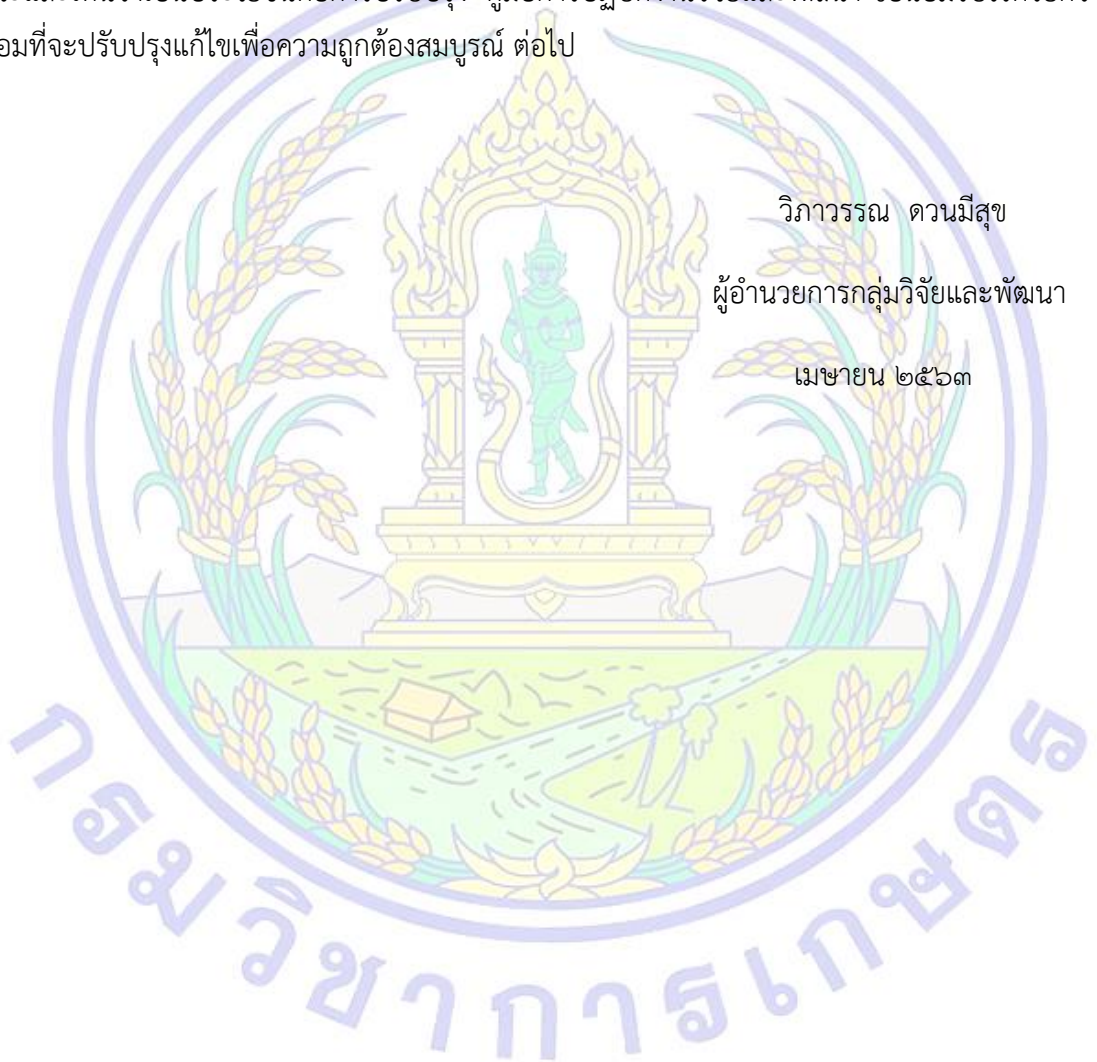 อมที่จะปรับปรุงแก้ไขเพื่อความถูกต้องสมบูรณ์ ต่อไป
วิภาวรรณ ดวนมีสุข
ผู้อำนวยการกลุ่มวิจัยและพัฒนา
เมษายน ๒๕๖๓
กรมวิชาการเกษตร